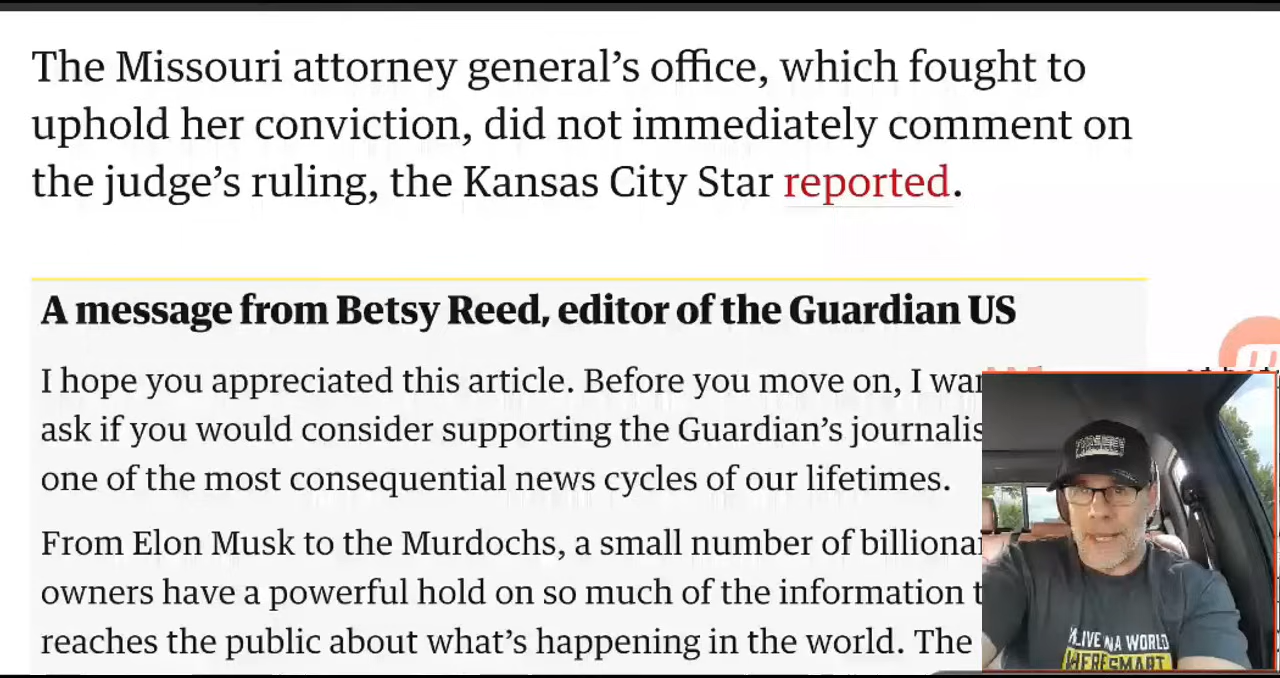 The Missouri attorney general’s office, which fought to
uphold her conviction, did not immediately comment on
the judge’s ruling, the Kansas City Star reported.
A message from Betsy Reed, editor of the Guardian US
I hope you appreciated this article. Before you move on, I
ask if you would consider supporting the Guardian’s
one of the most consequential news cycles of our lifetimes.
From Elon Musk to the Murdochs, a small number of
owners have a powerful hold on so much of the information
reaches the public about what’s happening in the world. The
LIVE A WORLD
WHERE SMART